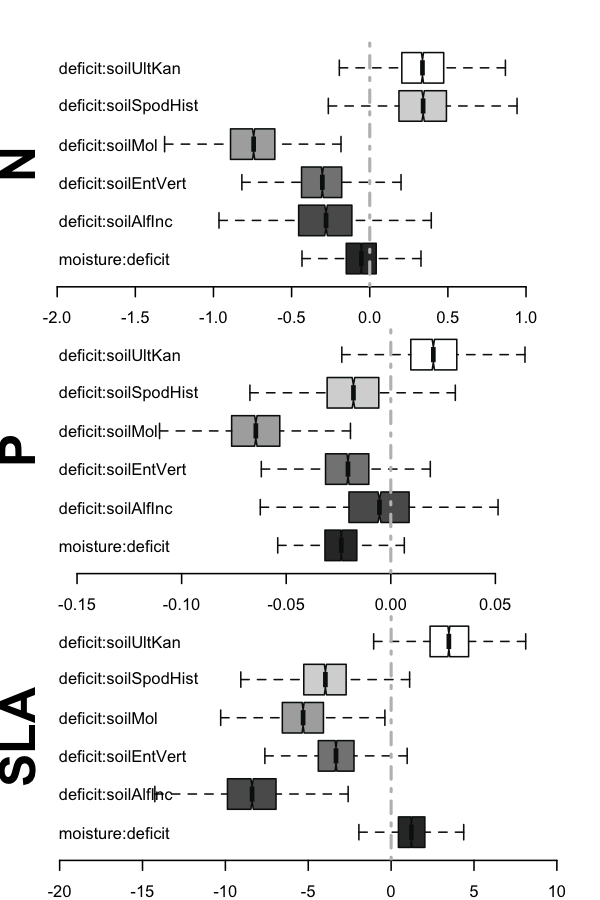 N
deficit:soilUltKan
deficit:soilSpodHist
deficit:soilMol
deficit:soilEntVert
deficit:soilAlfInc
moisture:deficit
-2.0 -1.5 -1.0 -0.5 0.0 0.5 1.0
P
deficit:soilUltKan
deficit:soilSpodHist
deficit:soilMol
deficit:soilEntVert
deficit:soilAlfInc
moisture:deficit
-0.15 -0.10 -0.05 0.00 0.05
SLA
deficit:soilUltKan
deficit:soilSpodHist
deficit:soilMol
deficit:soilEntVert
deficit:soilAlfInc
moisture:deficit
-20 -15 -10 -5 0 5 10